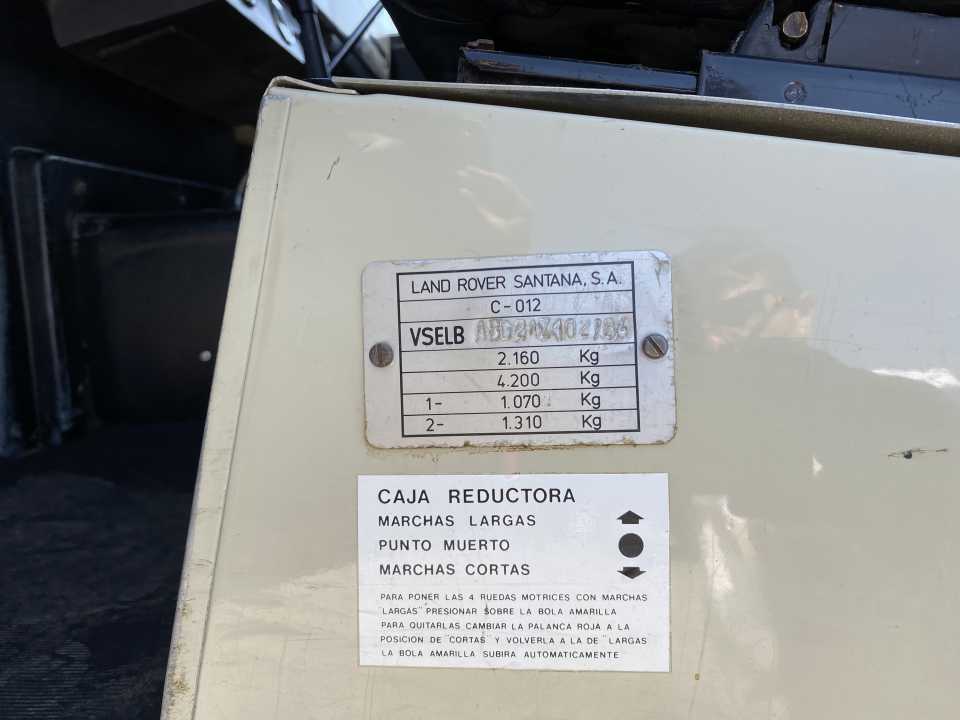 LAND ROVER SANTANA, S.A.
C-012
VSELB
2.160 Kg
4.200 Kg
1- 1.070 Kg
2- 1.310 Kg
CAJA REDUCTORA
MARCHAS LARGAS
PUNTO MUERTO
MARCHAS CORTAS
PARA PONER LAS 4 RUEDAS MOTRICES CON MARCHAS
"LARGAS" PRESIONAR SOBRE LA BOLA AMARILLA
PARA QUITARLAS CAMBIAR LA PALANCA ROJA A LA
POSICION DE "CORTAS" Y VOLVERLA A LA DE "LARGAS
LA BOLA AMARILLA SUBIRA AUTOMATICAMENTE